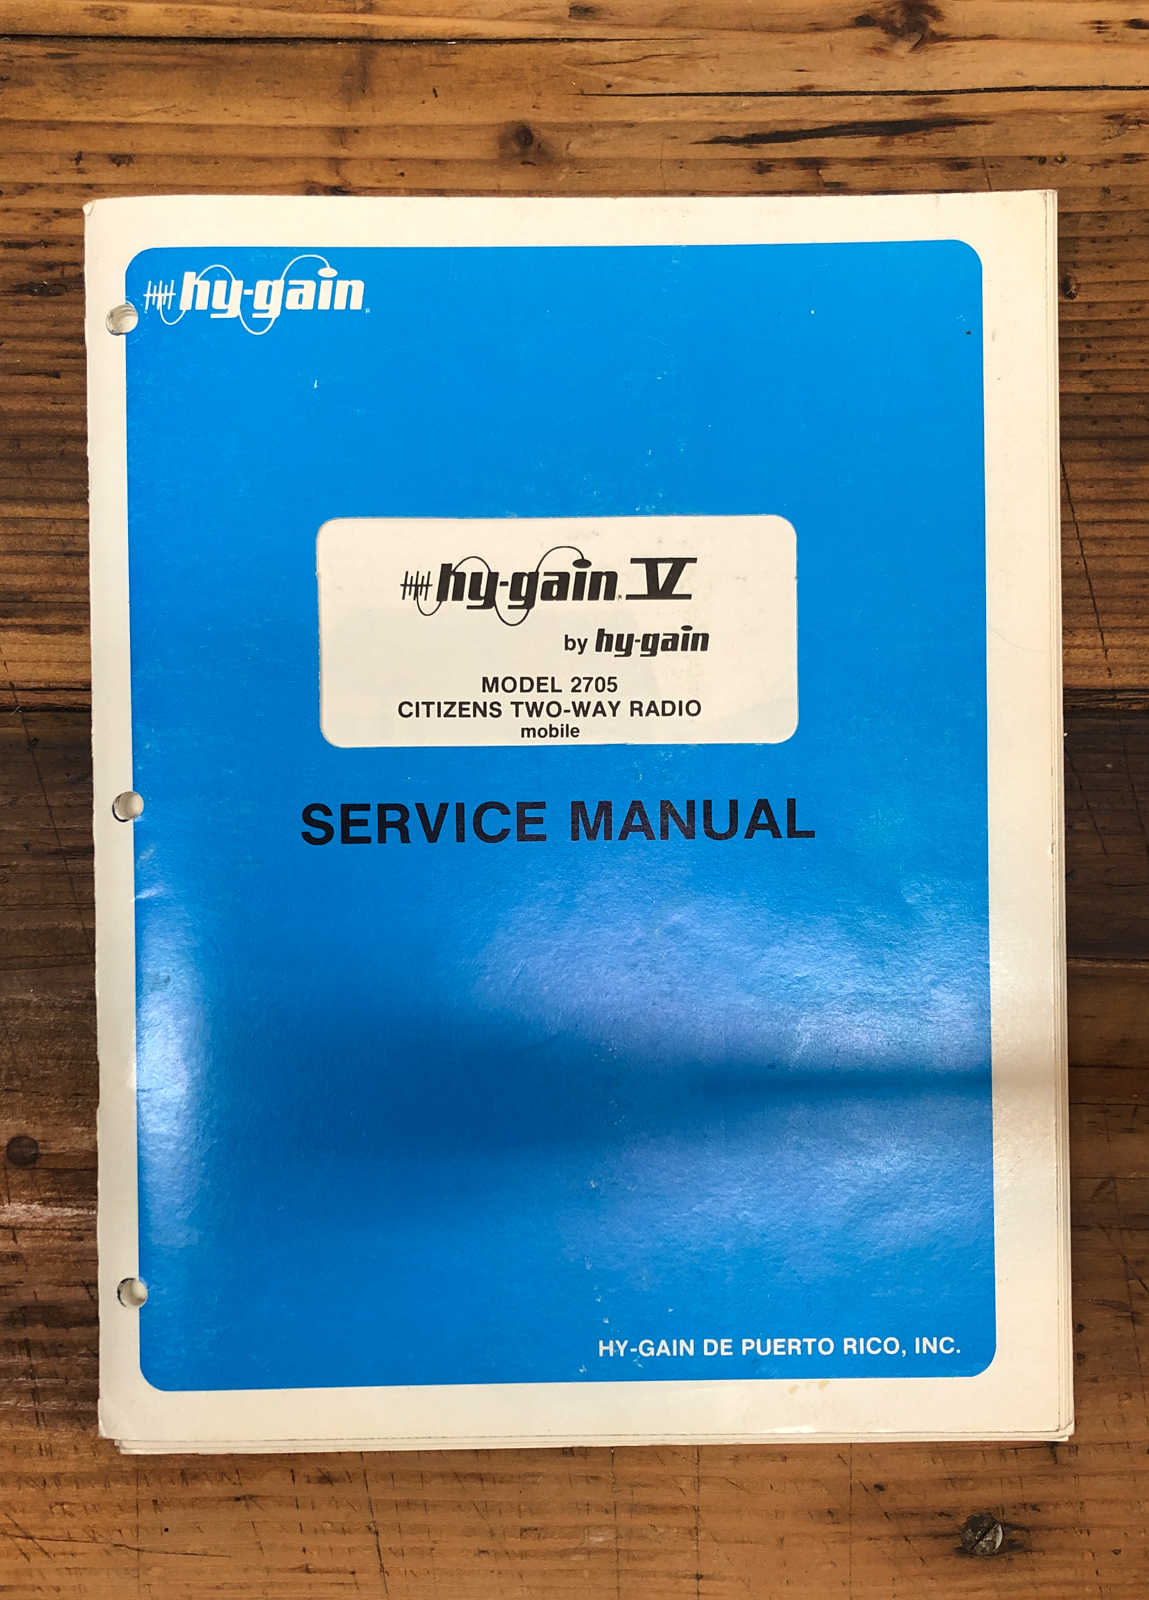 hy-gain®
hy-gain® V
by hy-gain
MODEL 2705
CITIZENS TWO-WAY RADIO
mobile
SERVICE MANUAL
HY-GAIN DE PUERTO RICO, INC.